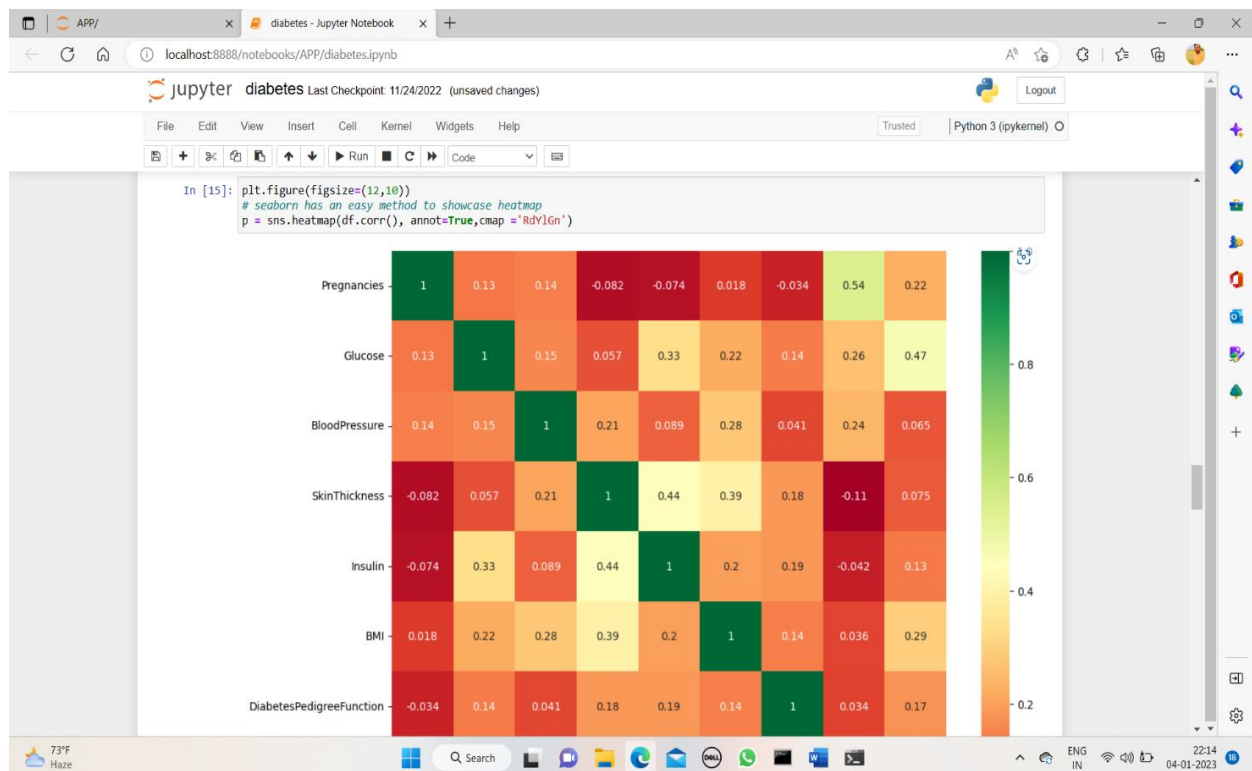 APP/
diabetes - Jupyter Notebook
localhost:8888/notebooks/APP/diabetes.ipynb
jupyter diabetes Last Checkpoint: 11/24/2022 (unsaved changes)
Logout
File Edit View Insert Cell Kernel Widgets Help
Trusted Python 3 (ipykernel)
Run Code
In [15]: plt.figure(figsize=(12,10))
# seaborn has an easy method to showcase heatmap
p = sns.heatmap(df.corr(), annot=True,cmap ='RdYlGn')
Pregnancies 1 0.13 0.14 -0.082 -0.074 0.018 -0.034 0.54 0.22
Glucose 0.13 1 0.15 0.057 0.33 0.22 0.14 0.26 0.47
0.8
BloodPressure 0.14 0.15 1 0.21 0.089 0.28 0.041 0.24 0.065
0.6
SkinThickness -0.082 0.057 0.21 1 0.44 0.39 0.18 -0.11 0.075
Insulin -0.074 0.33 0.089 0.44 1 0.2 0.19 -0.042 0.13
0.4
BMI 0.018 0.22 0.28 0.39 0.2 1 0.14 0.036 0.29
DiabetesPedigreeFunction -0.034 0.14 0.041 0.18 0.19 0.14 1 0.034 0.17
0.2
73°F
Haze
Search
DELL
ENG
IN
22:14
04-01-2023
18